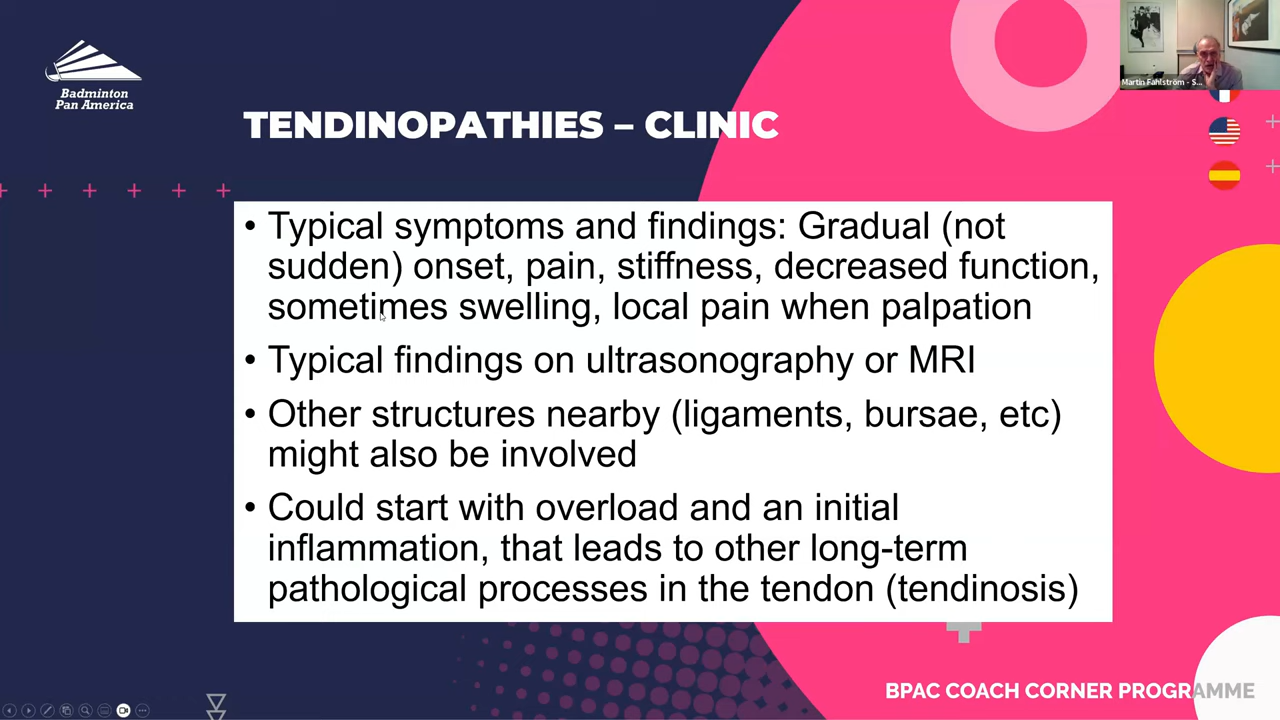 Martin Fahlström - S...
Badminton
Pan America
TENDINOPATHIES – CLINIC
• Typical symptoms and findings: Gradual (not
sudden) onset, pain, stiffness, decreased function,
sometimes swelling, local pain when palpation
• Typical findings on ultrasonography or MRI
• Other structures nearby (ligaments, bursae, etc)
might also be involved
• Could start with overload and an initial
inflammation, that leads to other long-term
pathological processes in the tendon (tendinosis)
BPAC COACH CORNER PROGRAMME